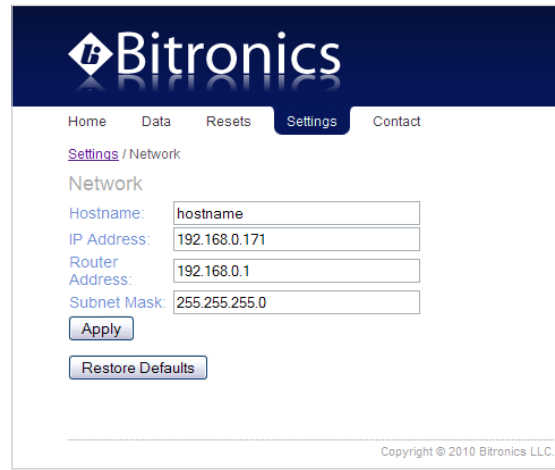 Bitronics
Home Data Resets Settings Contact
Settings / Network
Network
Hostname: hostname
IP Address: 192.168.0.171
Router
Address: 192.168.0.1
Subnet Mask: 255.255.255.0
Apply
Restore Defaults
Copyright © 2010 Bitronics LLC.